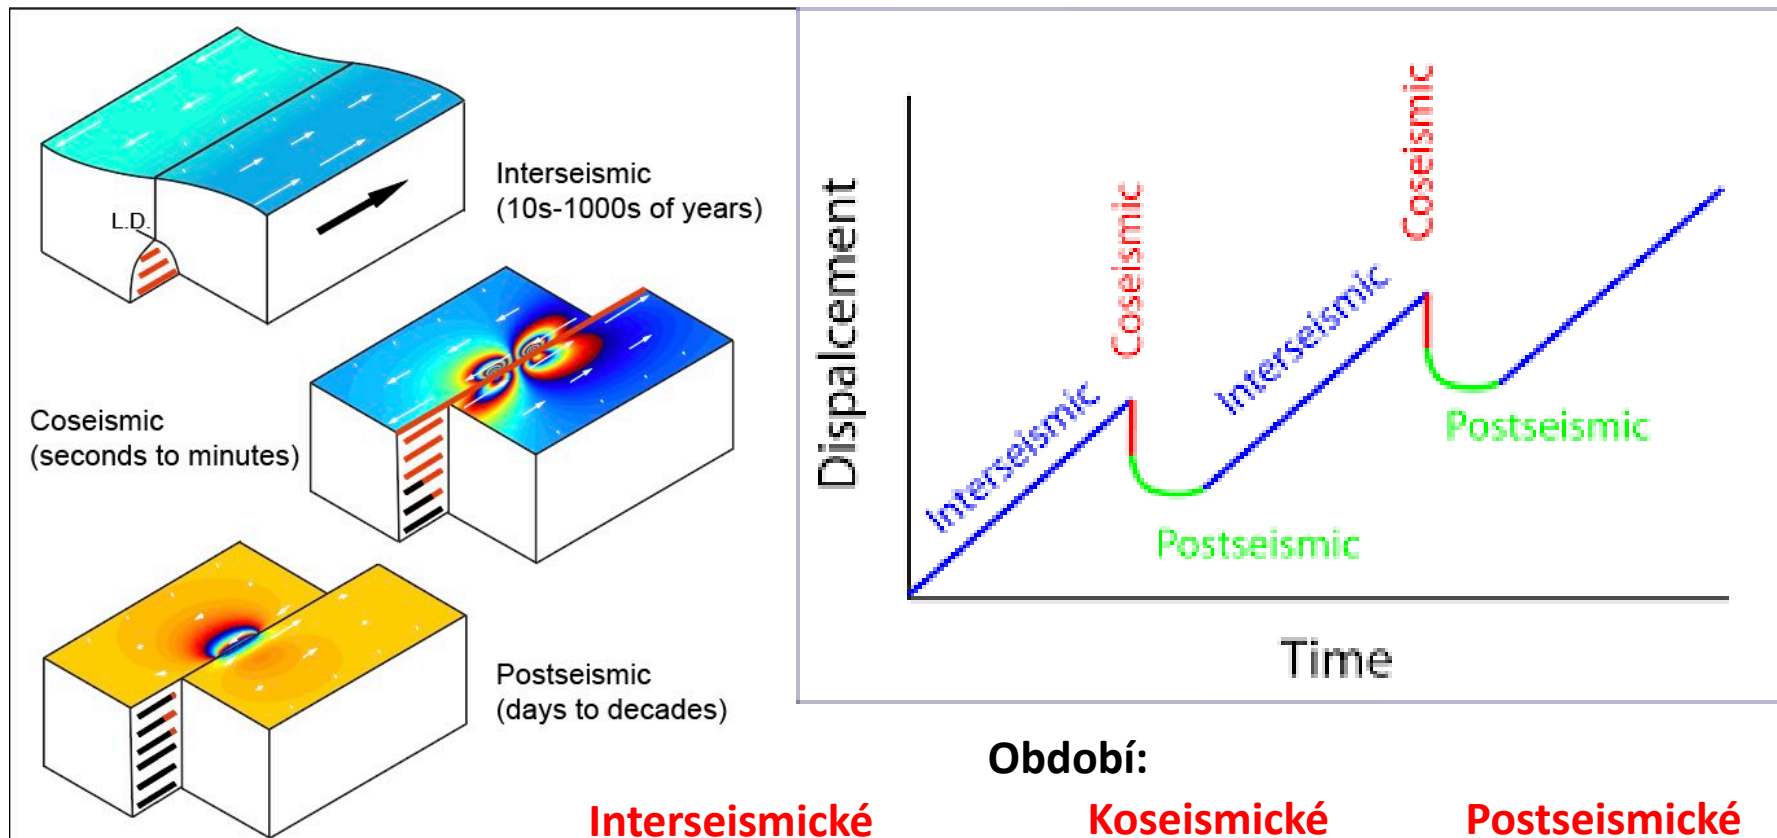 Interseismic
(10s-1000s of years)
L.D.
Coseismic
(seconds to minutes)
Postseismic
(days to decades)
Dispalcement
Interseismic
Coseismic
Postseismic
Interseismic
Coseismic
Postseismic
Time
Období:
Interseismické Koseismické Postseismické